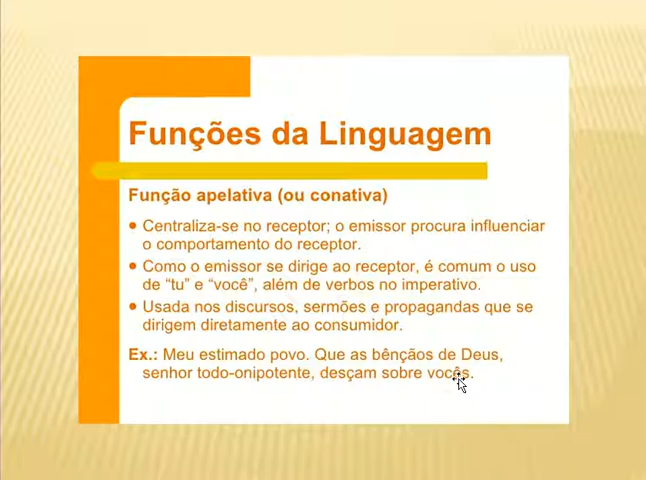 Funções da Linguagem
Função apelativa (ou conativa)
Centraliza-se no receptor; o emissor procura influenciar
o comportamento do receptor.
Como o emissor se dirige ao receptor, é comum o uso
de “tu” e “você”, além de verbos no imperativo.
Usada nos discursos, sermões e propagandas que se
dirigem diretamente ao consumidor.
Ex.: Meu estimado povo. Que as bênçãos de Deus,
senhor todo-onipotente, desçam sobre vocês.